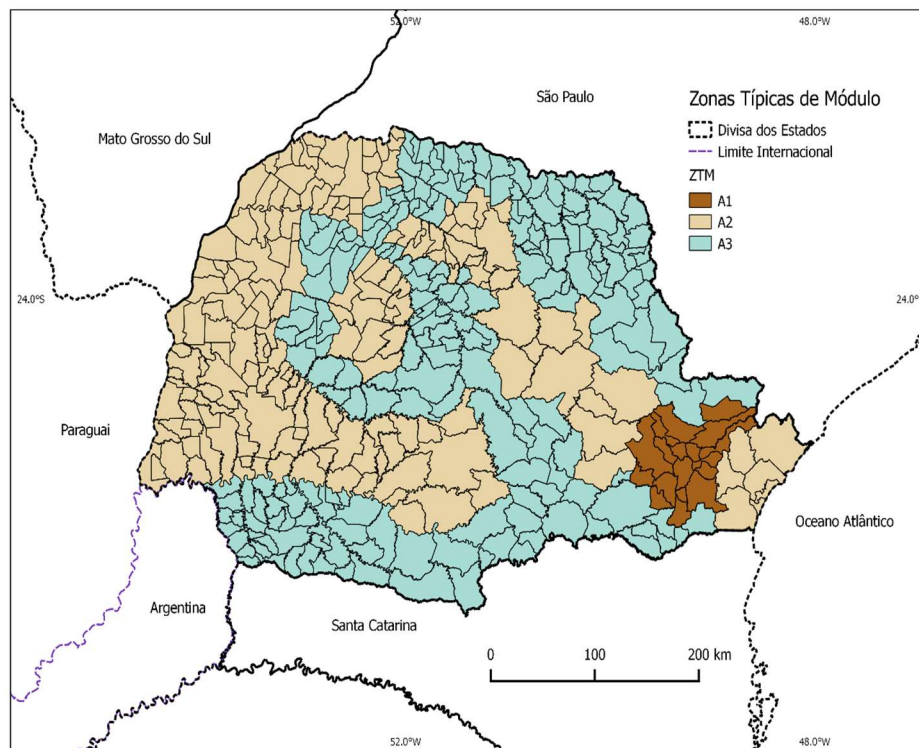 52.0°W
48.0°W
São Paulo
Mato Grosso do Sul
Zonas Típicas de Módulo
Divisa dos Estados
Limite Internacional
ZTM
A1
A2
A3
24.0°S
24.0°
Paraguai
Oceano Atlântico
Argentina
Santa Catarina
0
100
200 km
52.0°W
48.0°W